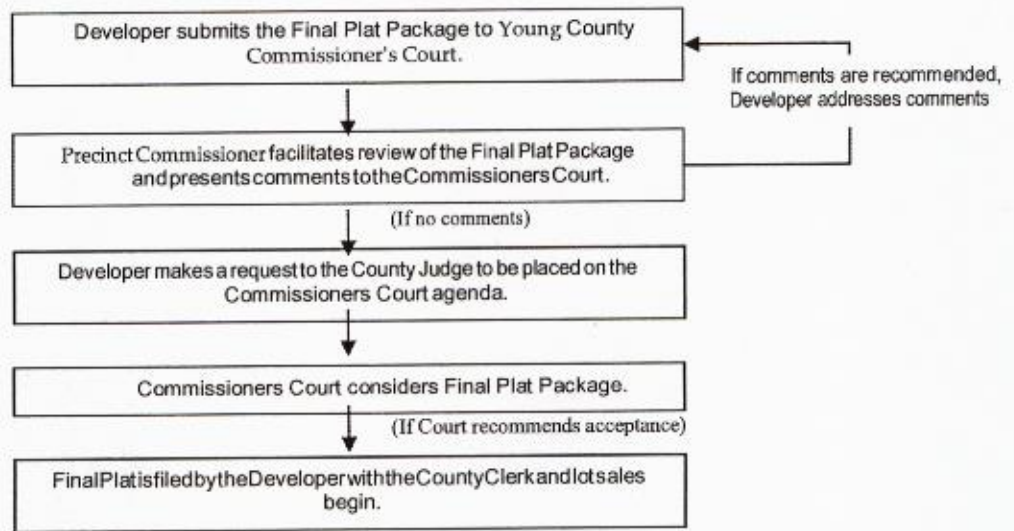 Developer submits the Final Plat Package to Young County
Commissioner's Court.
If comments are recommended,
Developer addresses comments
Precinct Commissioner facilitates review of the Final Plat Package
and presents comments to the Commissioners Court.
(If no comments)
Developer makes a request to the County Judge to be placed on the
Commissioners Court agenda.
Commissioners Court considers Final Plat Package.
(If Court recommends acceptance)
Final Plat is filed by the Developer with the County Clerk and lot sales
begin.